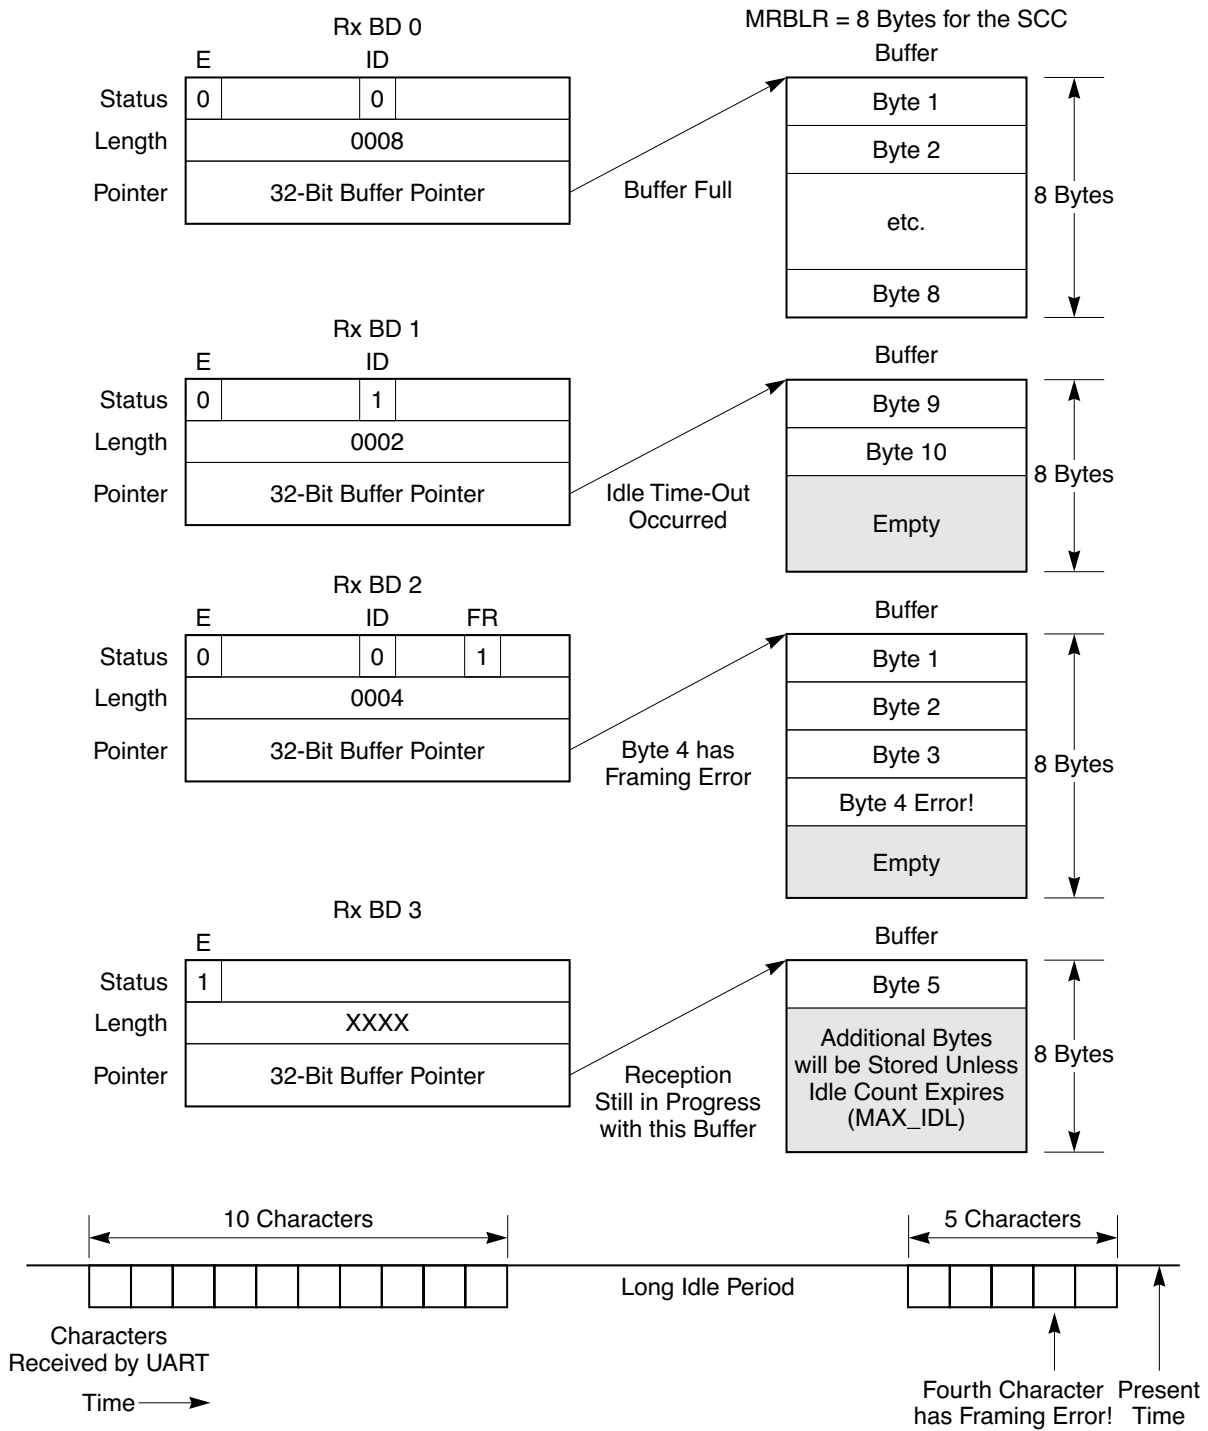 MRBLR = 8 Bytes for the SCC
Rx BD 0
E ID
Status 0 0
Length 0008
Pointer 32-Bit Buffer Pointer
Buffer Full
Buffer
Byte 1
Byte 2
etc.
Byte 8
8 Bytes
Rx BD 1
E ID
Status 0 1
Length 0002
Pointer 32-Bit Buffer Pointer
Idle Time-Out
Occurred
Buffer
Byte 9
Byte 10
Empty
8 Bytes
Rx BD 2
E ID FR
Status 0 0 1
Length 0004
Pointer 32-Bit Buffer Pointer
Byte 4 has
Framing Error
Buffer
Byte 1
Byte 2
Byte 3
Byte 4 Error!
Empty
8 Bytes
Rx BD 3
E
Status 1
Length XXXX
Pointer 32-Bit Buffer Pointer
Reception
Still in Progress
with this Buffer
Buffer
Byte 5
Additional Bytes
will be Stored Unless
Idle Count Expires
(MAX_IDL)
8 Bytes
10 Characters
5 Characters
Long Idle Period
Characters
Received by UART
Time
Fourth Character
has Framing Error!
Present
Time